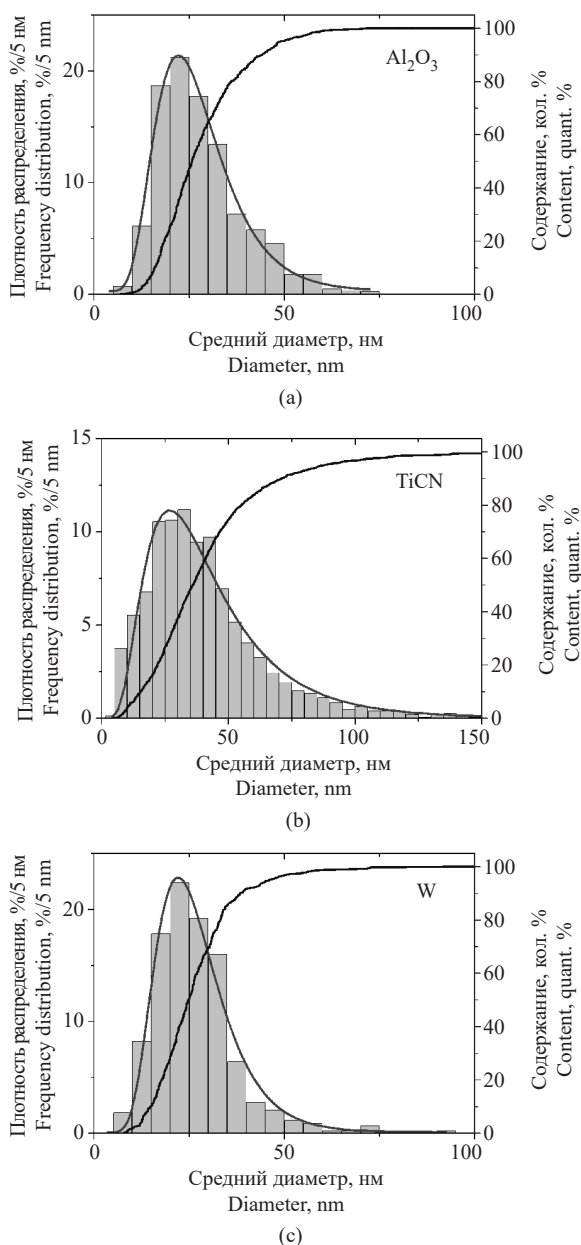 Плотность распределения, %/5 нм
Frequency distribution, %/5 nm
20
10
0
Al2O3
100
80
60
40
20
0
Содержание, кол. %
Content, quant. %
0 50 100
Средний диаметр, нм
Diameter, nm
(a)
Плотность распределения, %/5 нм
Frequency distribution, %/5 nm
15
10
5
0
TiCN
100
80
60
40
20
0
Содержание, кол. %
Content, quant. %
0 50 100 150
Средний диаметр, нм
Diameter, nm
(b)
Плотность распределения, %/5 нм
Frequency distribution, %/5 nm
20
10
0
W
100
80
60
40
20
0
Содержание, кол. %
Content, quant. %
0 50 100
Средний диаметр, нм
Diameter, nm
(c)